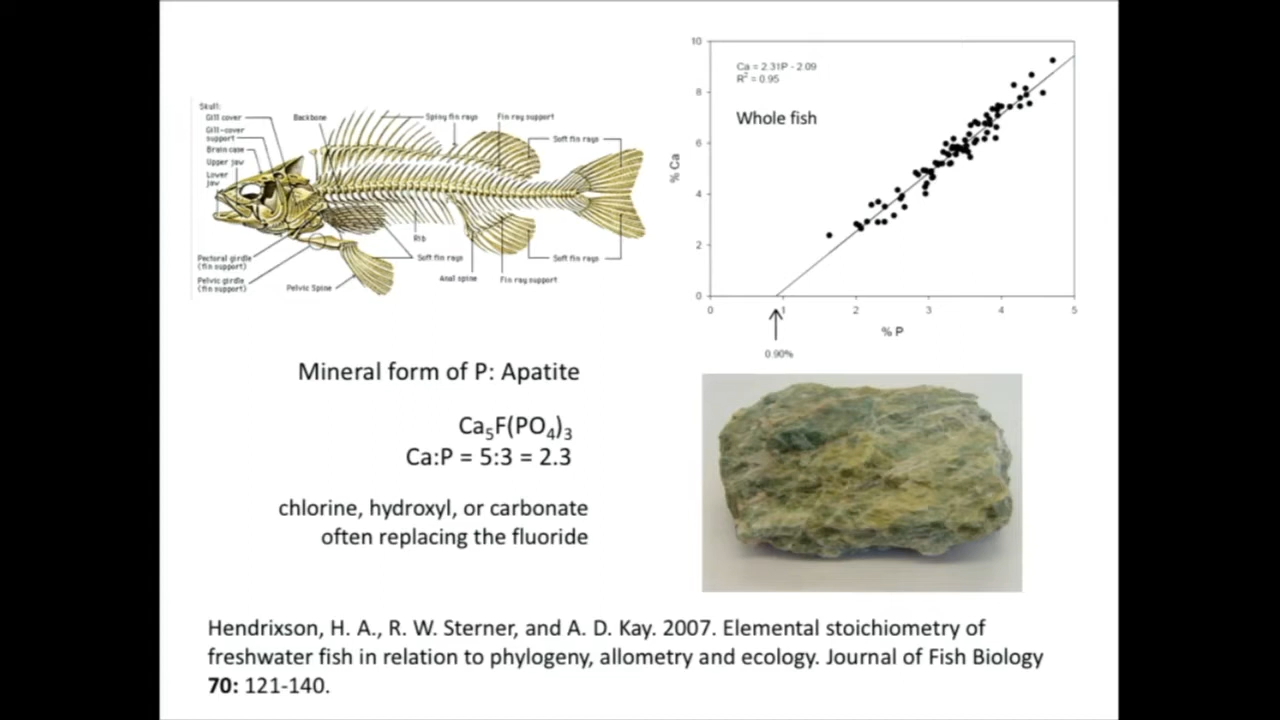 Skull:
Gill cover
Gill-cover
support
Brain case
Upper jaw
Lower
jaw
Backbone
Spiny fin rays
Fin ray support
Soft fin rays
Pectoral girdle
(fin support)
Pelvic girdle
(fin support)
Pelvic Spine
Rib
Soft fin rays
Anal spine
Fin ray support
Soft fin rays
10
8
6
4
2
0
% Ca
Ca = 2.31P - 2.09
R² = 0.95
Whole fish
0 1 2 3 4 5
% P
0.90%
Mineral form of P: Apatite
Ca₅F(PO₄)₃
Ca:P = 5:3 = 2.3
chlorine, hydroxyl, or carbonate
often replacing the fluoride
Hendrixson, H. A., R. W. Sterner, and A. D. Kay. 2007. Elemental stoichiometry of
freshwater fish in relation to phylogeny, allometry and ecology. Journal of Fish Biology
70: 121-140.